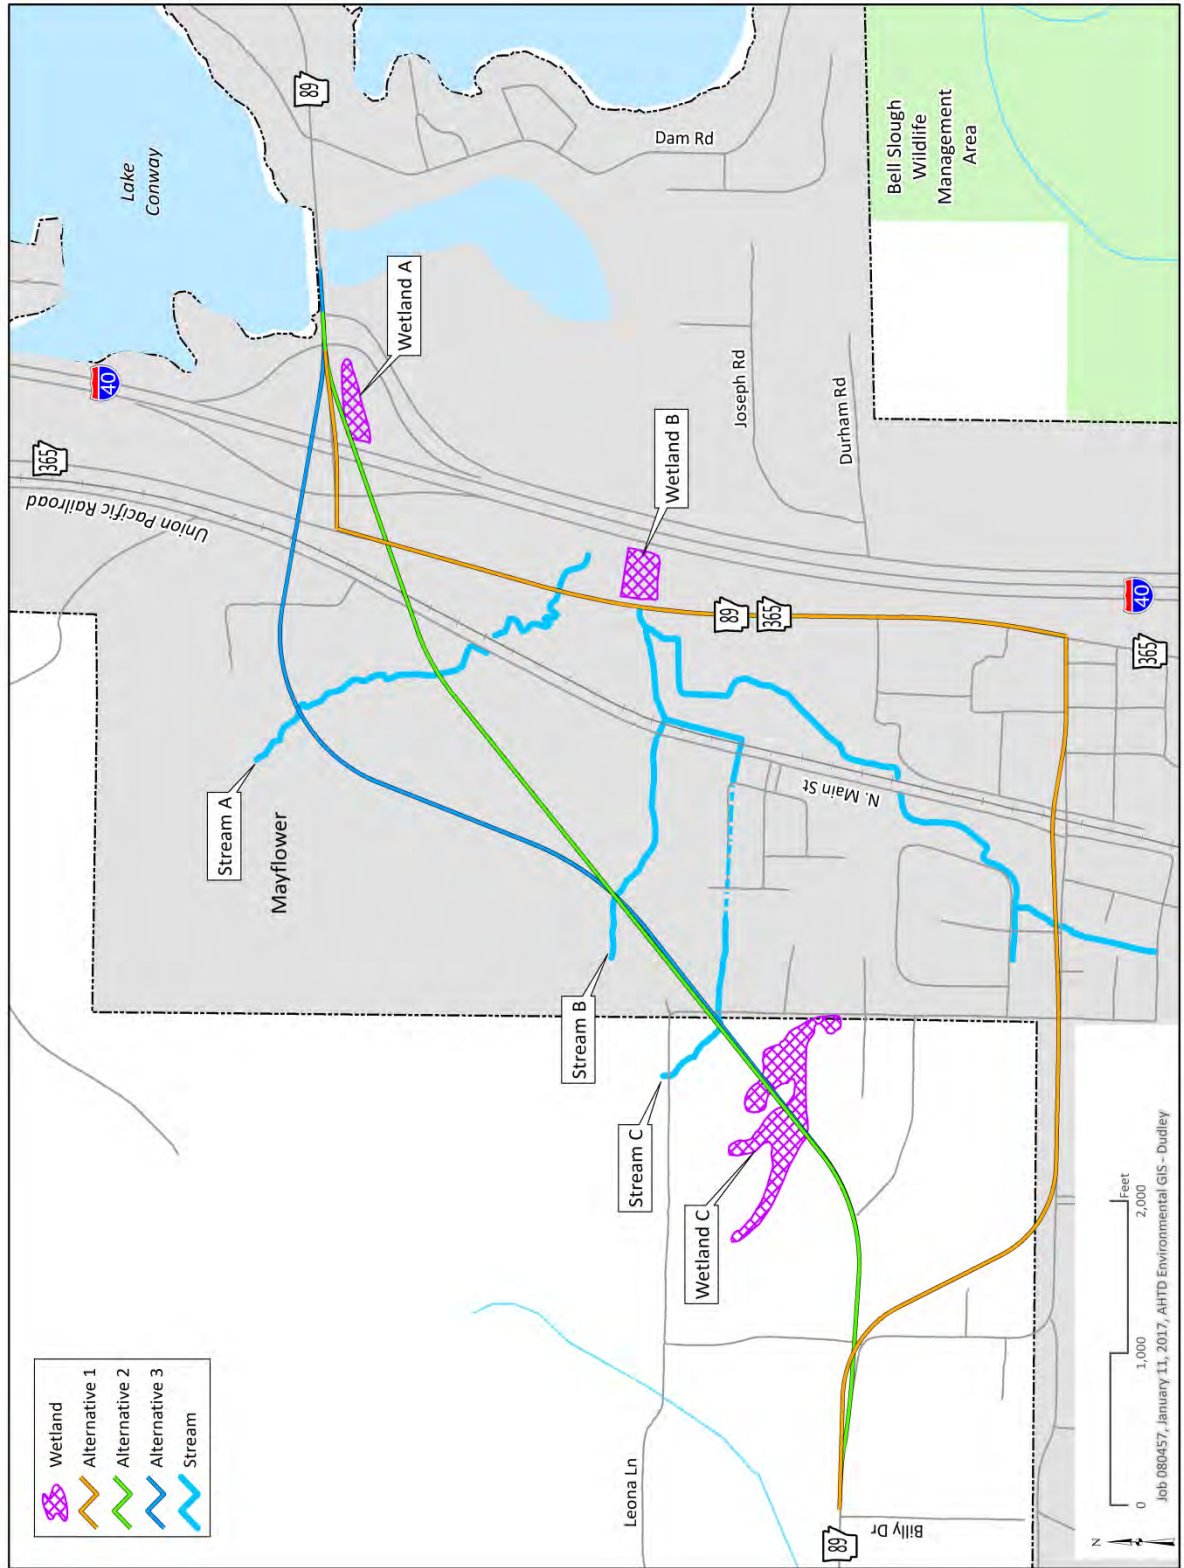 Wetland
Alternative 1
Alternative 2
Alternative 3
Stream
Lake
Conway
89
40
365
Union Pacific Railroad
Wetland A
Dam Rd
Bell Slough
Wildlife
Management
Area
Stream A
Mayflower
Wetland B
Joseph Rd
Durham Rd
Stream B
Stream C
89
365
N. Main St
40
365
Wetland C
Leona Ln
89
Billy Dr
N
0
1,000
2,000
Feet
Job 080457, January 11, 2017, AHTD Environmental GIS - Dudley